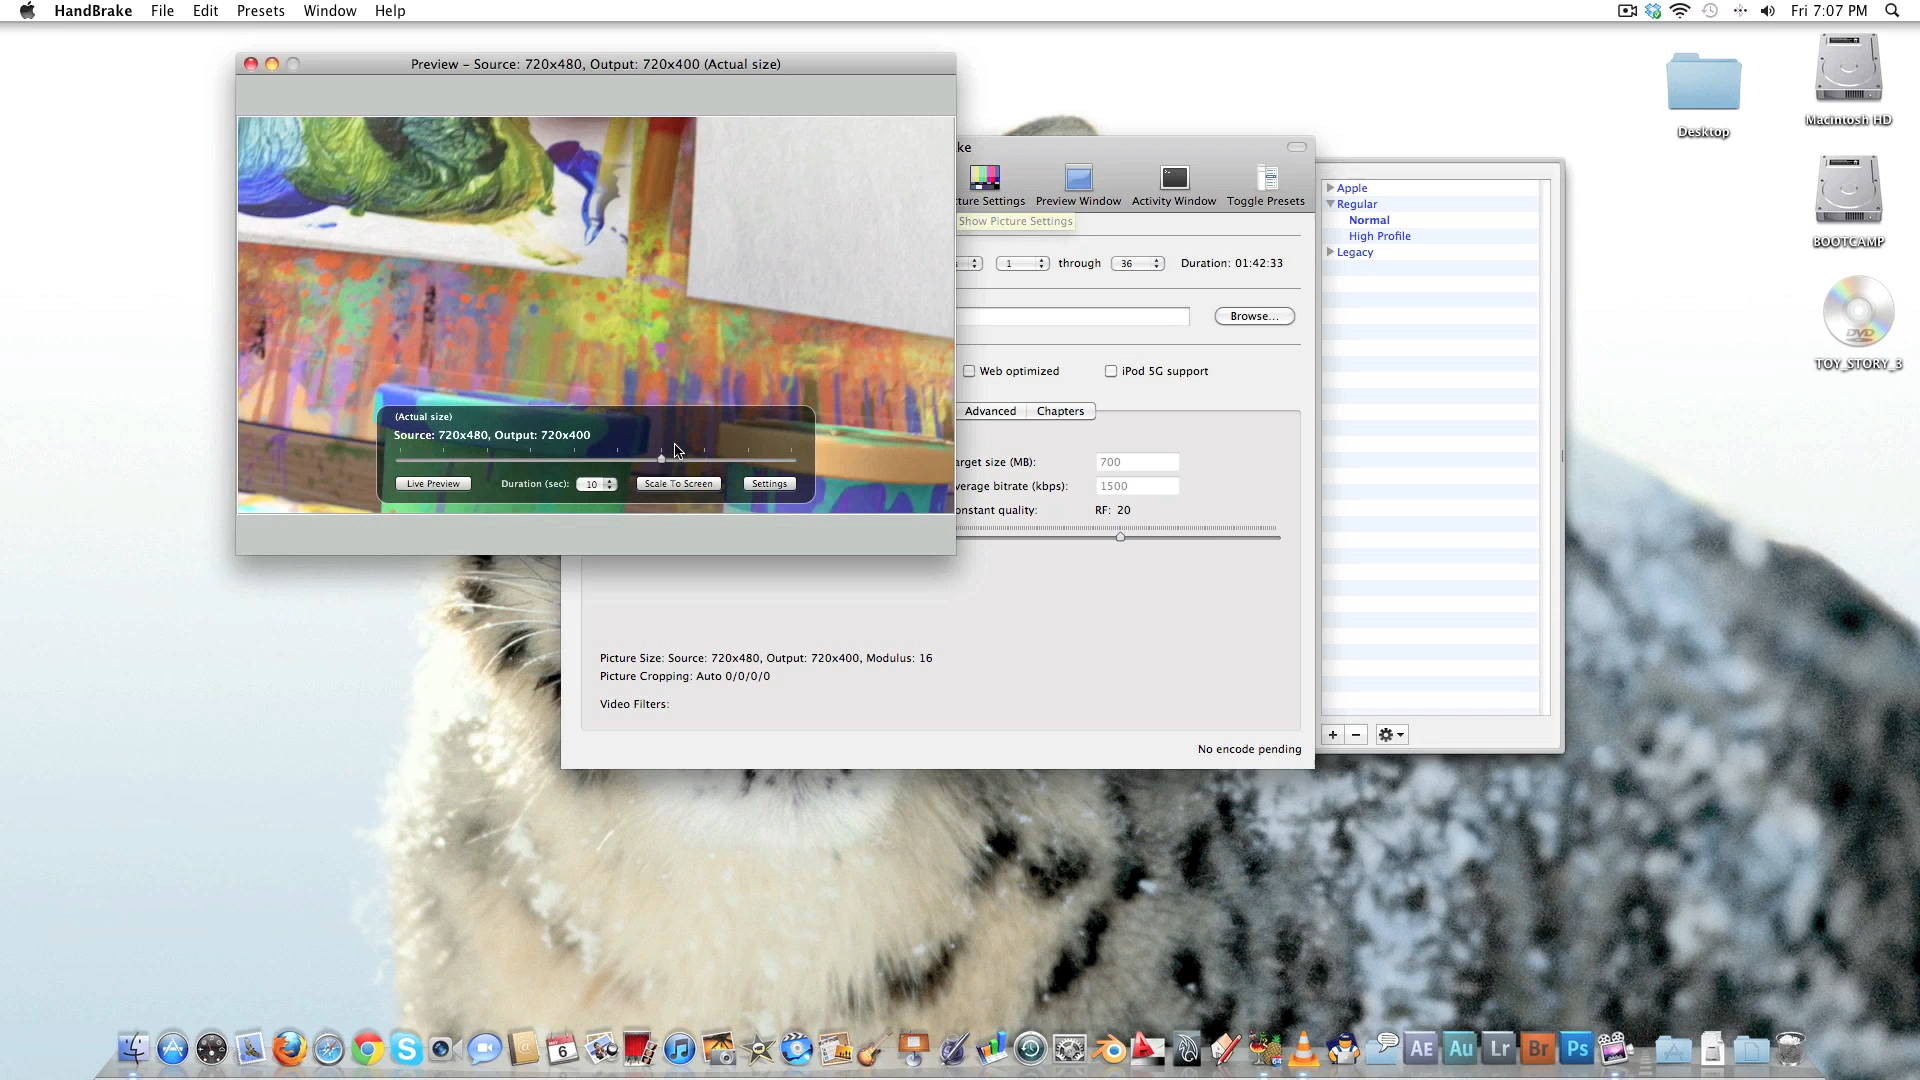 HandBrake File Edit Presets Window Help Fri 7:07 PM
Preview – Source: 720x480, Output: 720x400 (Actual size)
Desktop
Macintosh HD
BOOTCAMP
TOY_STORY_3
DVD
ke
ture Settings Preview Window Activity Window Toggle Presets
Show Picture Settings
1 through 36 Duration: 01:42:33
Browse...
Web optimized iPod 5G support
Advanced Chapters
arget size (MB): 700
verage bitrate (kbps): 1500
onstant quality: RF: 20
(Actual size)
Source: 720x480, Output: 720x400
Live Preview Duration (sec): 10 Scale To Screen Settings
Picture Size: Source: 720x480, Output: 720x400, Modulus: 16
Picture Cropping: Auto 0/0/0/0
Video Filters:
No encode pending
Apple
Regular
Normal
High Profile
Legacy
6
64
AE Au Lr Br Ps